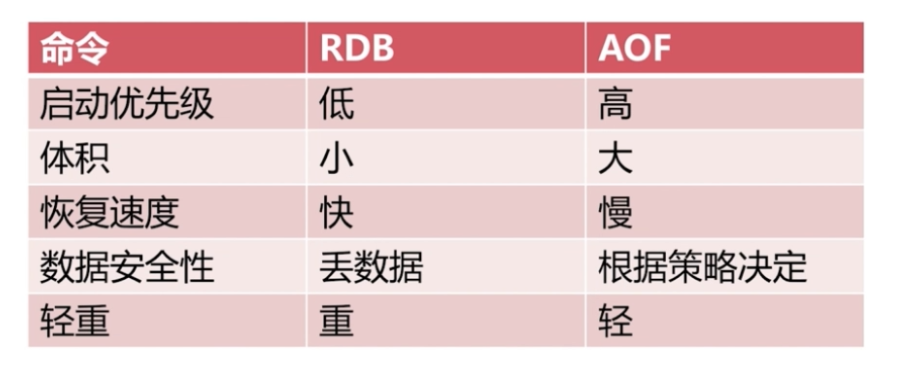 命令 RDB AOF
启动优先级 低 高
体积 小 大
恢复速度 快 慢
数据安全性 丢数据 根据策略决定
轻重 重 轻